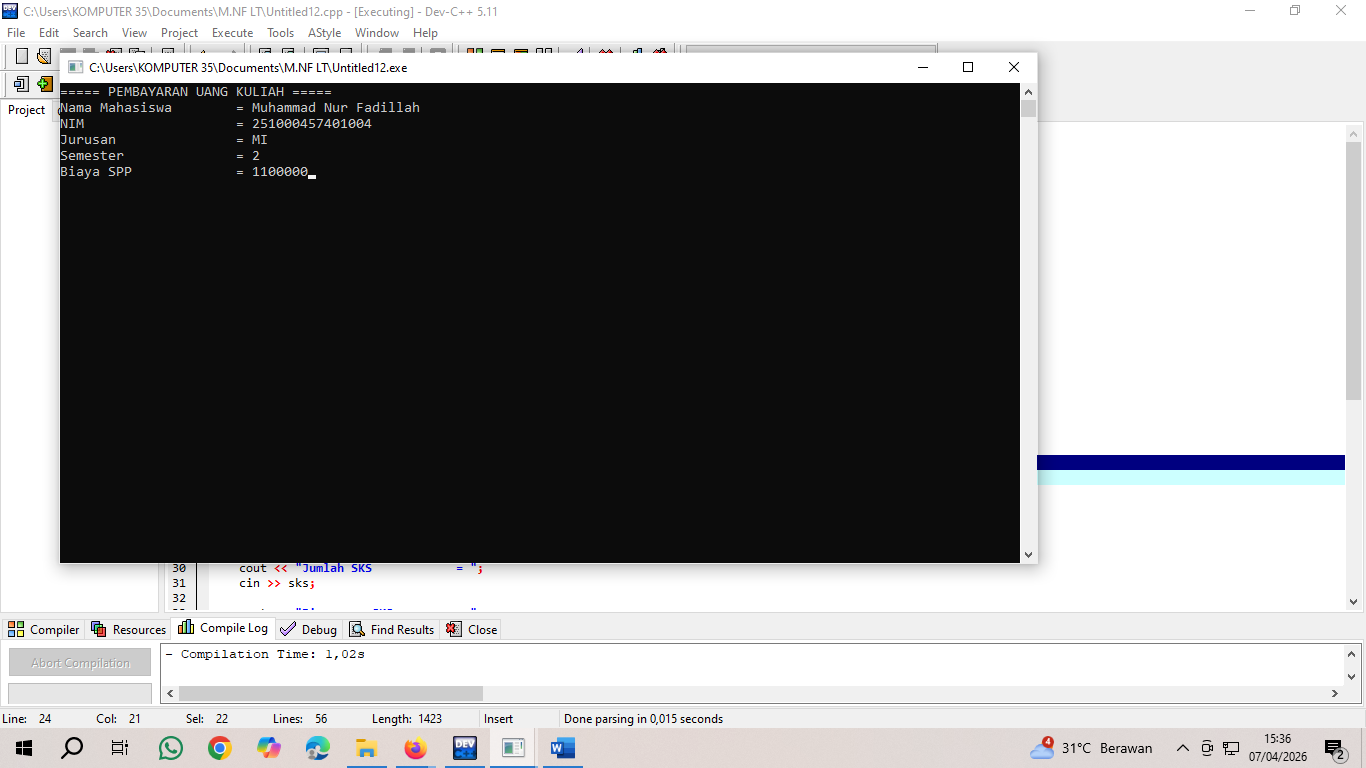 C:\Users\KOMPUTER 35\Documents\M.NF LT\Untitled12.cpp - [Executing] - Dev-C++ 5.11
File Edit Search View Project Execute Tools AStyle Window Help
C:\Users\KOMPUTER 35\Documents\M.NF LT\Untitled12.exe
Project
===== PEMBAYARAN UANG KULIAH =====
Nama Mahasiswa = Muhammad Nur Fadillah
NIM = 251000457401004
Jurusan = MI
Semester = 2
Biaya SPP = 1100000
30 cout << "Jumlah SKS = ";
31 cin >> sks;
32
Compiler Resources Compile Log Debug Find Results Close
Abort Compilation
- Compilation Time: 1,02s
Line: 24 Col: 21 Sel: 22 Lines: 56 Length: 1423 Insert Done parsing in 0,015 seconds
DEV
4 31°C Berawan
15:36
07/04/2026
2